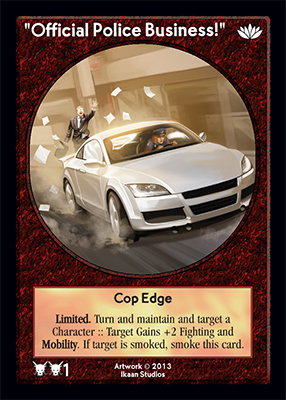 "Official Police Business!"
Cop Edge
Limited. Turn and maintain and target a
Character :: Target Gains +2 Fighting and
Mobility. If target is smoked, smoke this card.
1
Artwork © 2013
Ikaan Studios